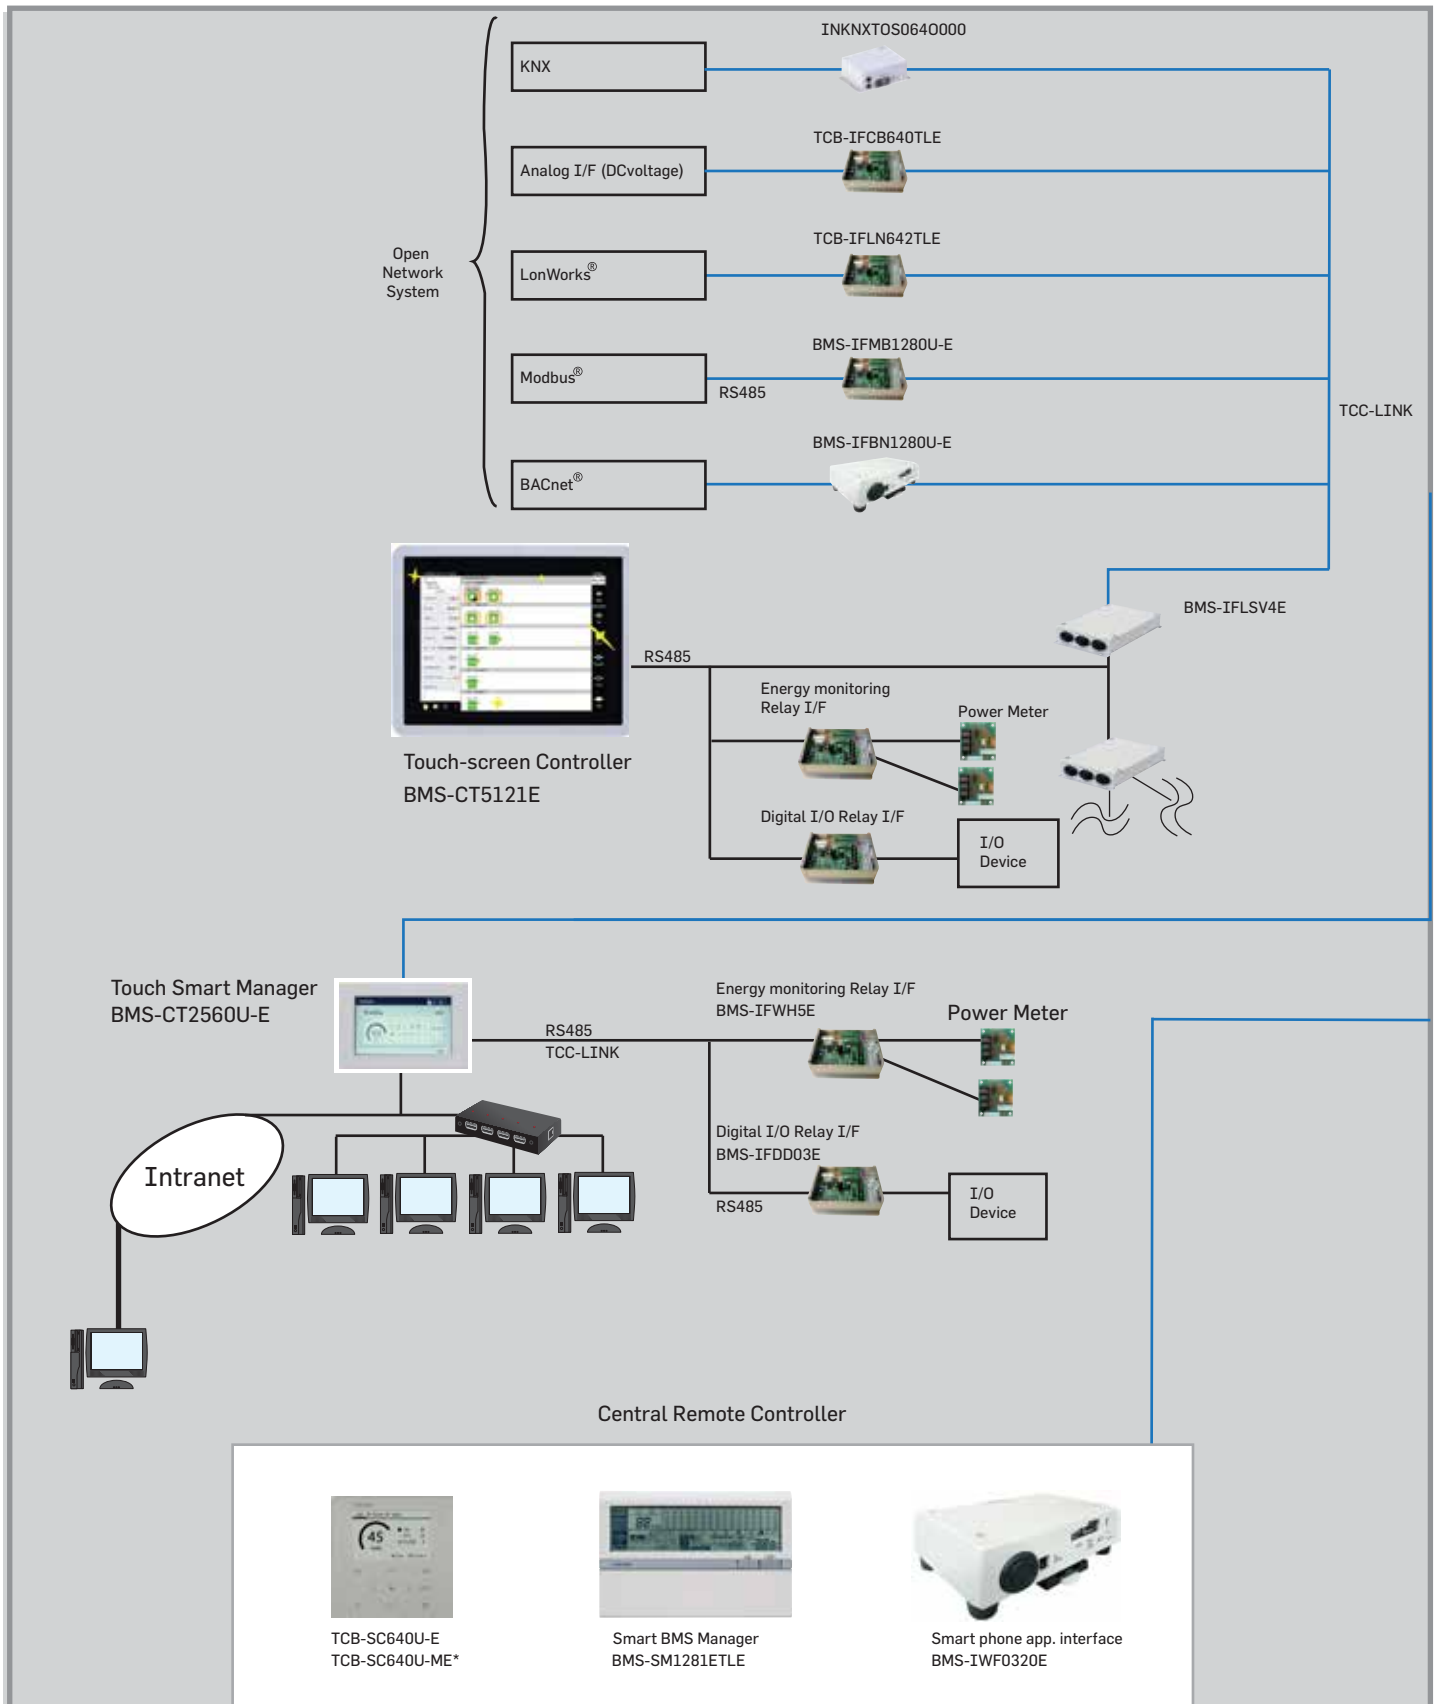 INKNXTOS0640000
KNX
TCB-IFCB640TLE
Analog I/F (DCvoltage)
TCB-IFLN642TLE
Open
Network
System
LonWorks®
BMS-IFMB1280U-E
Modbus®
RS485
TCC-LINK
BMS-IFBN1280U-E
BACnet®
BMS-IFLSV4E
RS485
Energy monitoring
Relay I/F
Power Meter
Touch-screen Controller
BMS-CT5121E
Digital I/O Relay I/F
I/O
Device
Touch Smart Manager
BMS-CT2560U-E
Energy monitoring Relay I/F
BMS-IFWH5E
Power Meter
RS485
TCC-LINK
Digital I/O Relay I/F
BMS-IFDD03E
Intranet
RS485
I/O
Device
Central Remote Controller
45
TCB-SC640U-E
TCB-SC640U-ME*
Smart BMS Manager
BMS-SM1281ETLE
Smart phone app. interface
BMS-IWF0320E